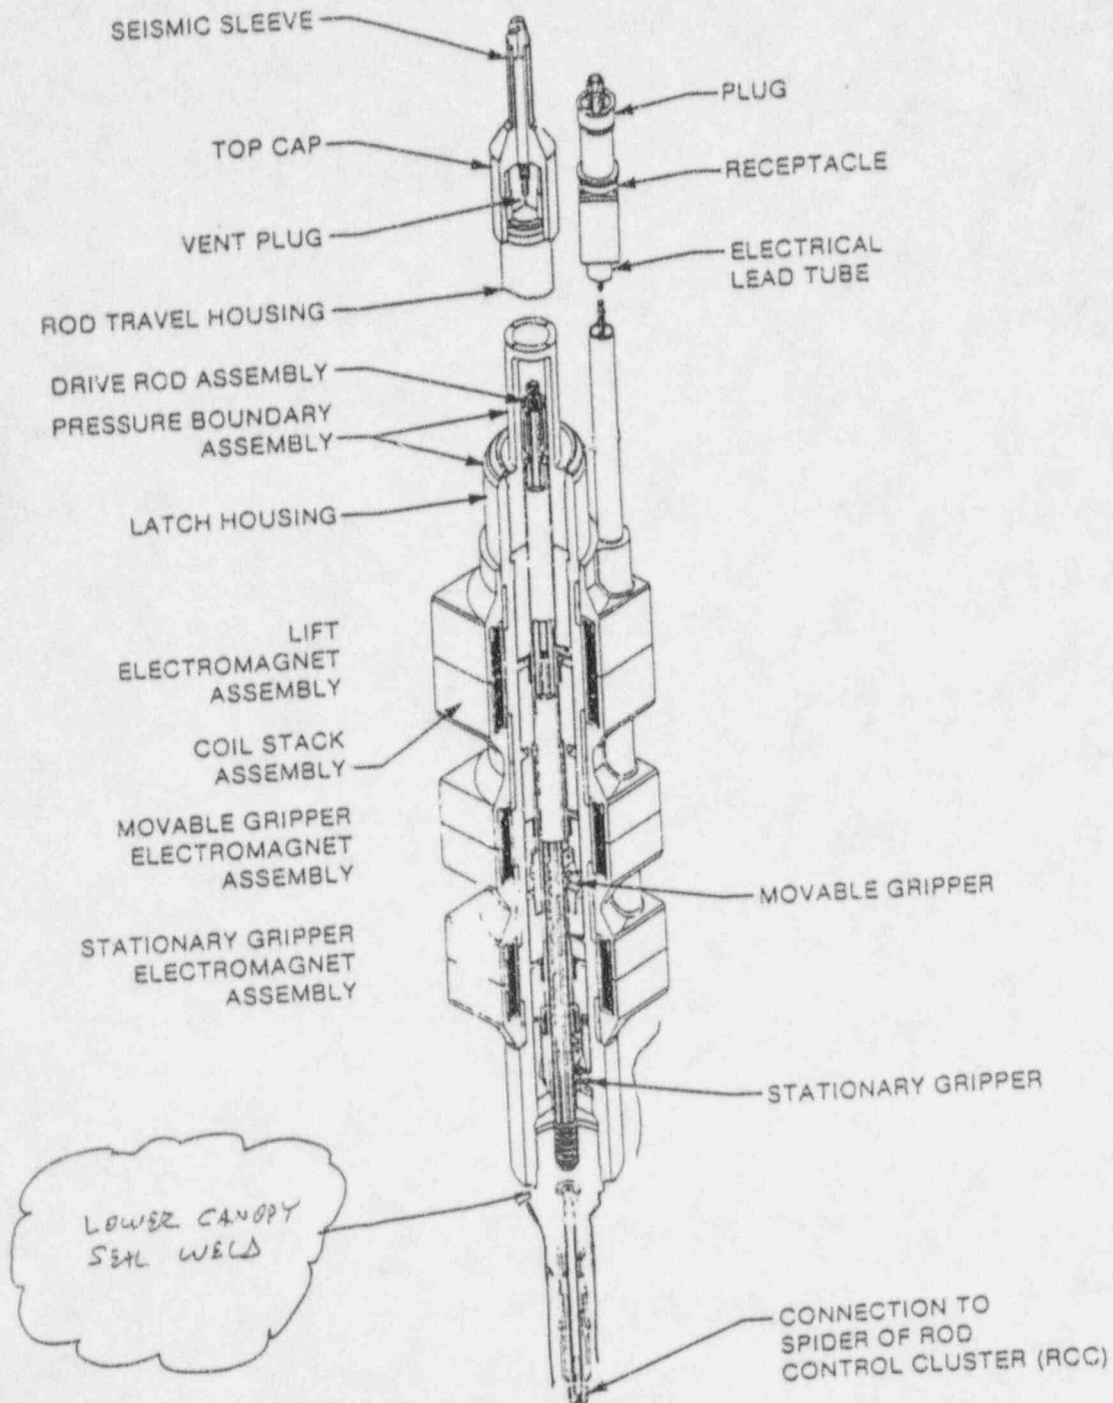 SEISMIC SLEEVE
TOP CAP
VENT PLUG
ROD TRAVEL HOUSING
DRIVE ROD ASSEMBLY
PRESSURE BOUNDARY
ASSEMBLY
LATCH HOUSING
LIFT
ELECTROMAGNET
ASSEMBLY
COIL STACK
ASSEMBLY
MOVABLE GRIPPER
ELECTROMAGNET
ASSEMBLY
STATIONARY GRIPPER
ELECTROMAGNET
ASSEMBLY
LOWER CANOPY
SEAL WELD
PLUG
RECEPTACLE
ELECTRICAL
LEAD TUBE
MOVABLE GRIPPER
STATIONARY GRIPPER
CONNECTION TO
SPIDER OF ROD
CONTROL CLUSTER (RCC)